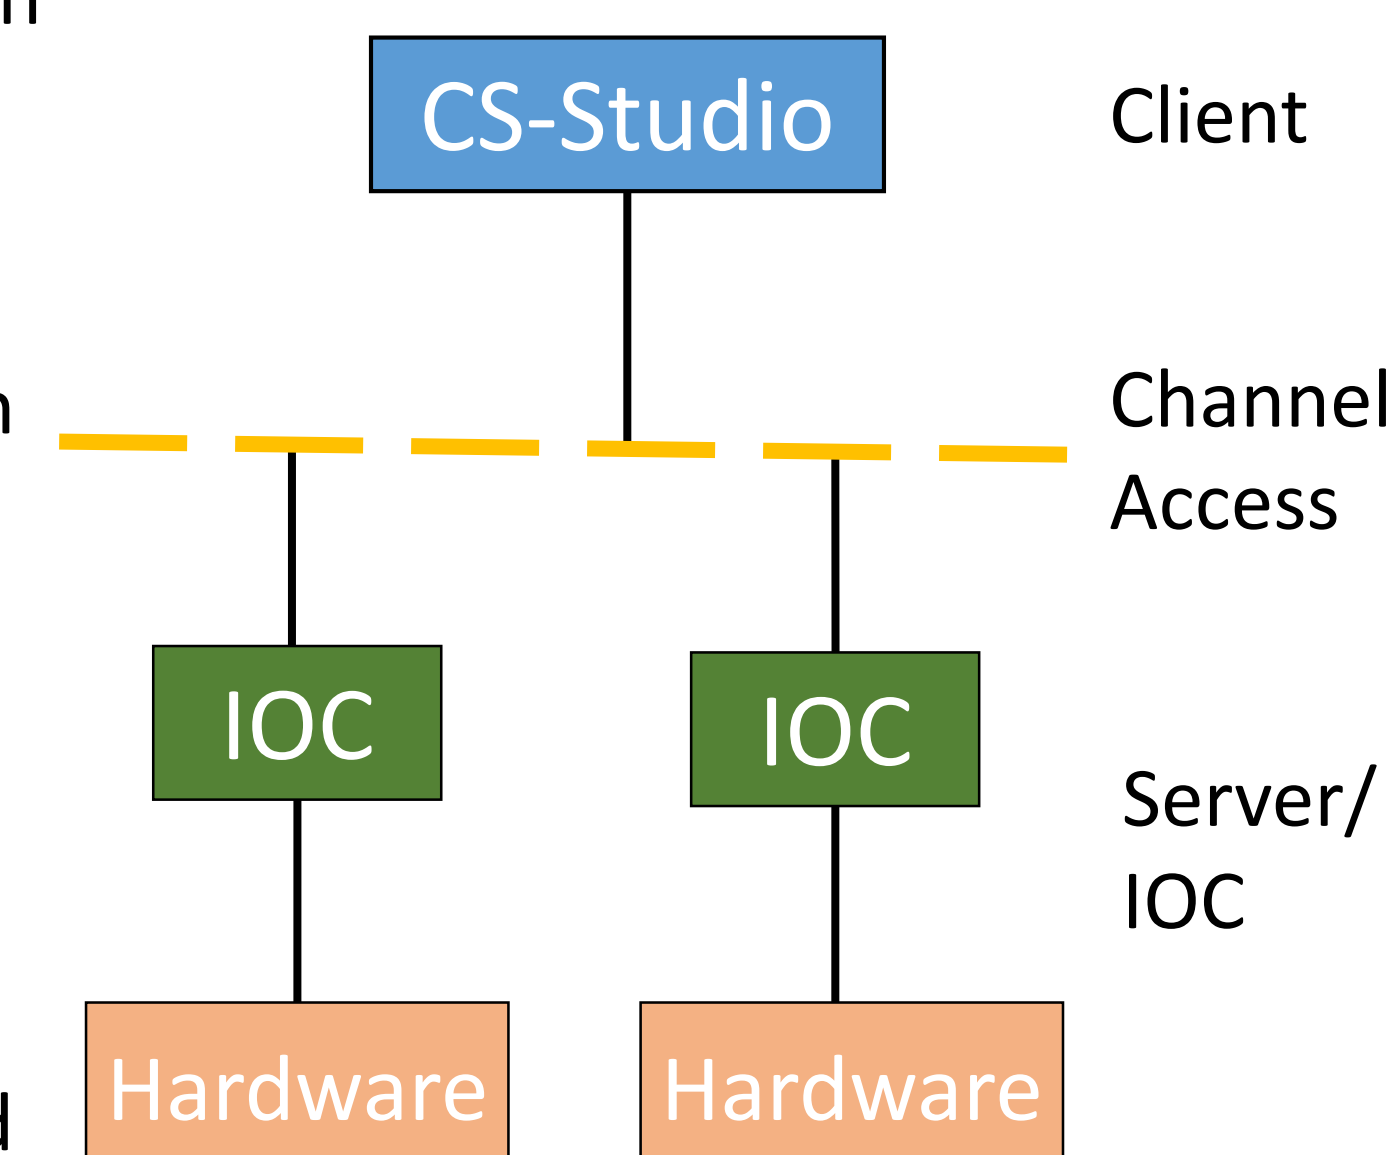 CS-Studio
Client
Channel
Access
IOC
IOC
Server/
IOC
Hardware
Hardware